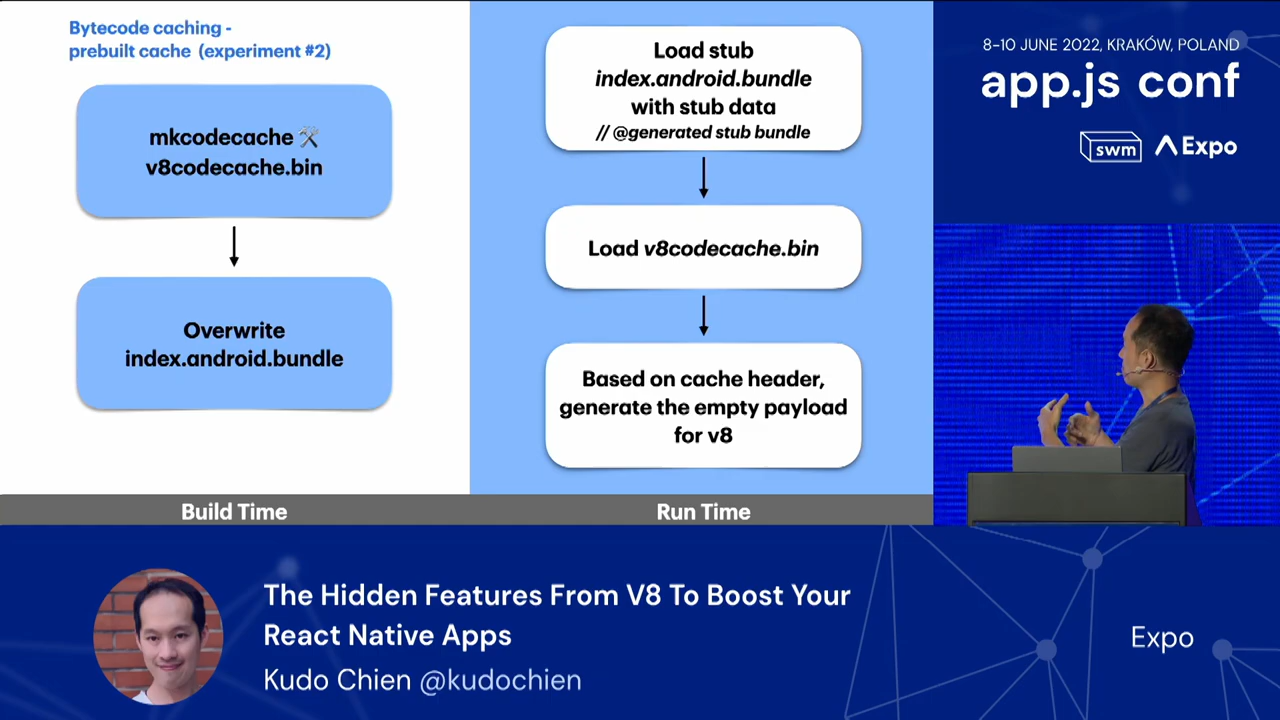 Bytecode caching -
prebuilt cache (experiment #2)
mkcodecache 🛠
v8codecache.bin
Overwrite
index.android.bundle
Build Time
Load stub
index.android.bundle
with stub data
// @generated stub bundle
Load v8codecache.bin
Based on cache header,
generate the empty payload
for v8
Run Time
8-10 JUNE 2022, KRAKÓW, POLAND
app.js conf
swm
Expo
The Hidden Features From V8 To Boost Your
React Native Apps
Kudo Chien @kudochien
Expo